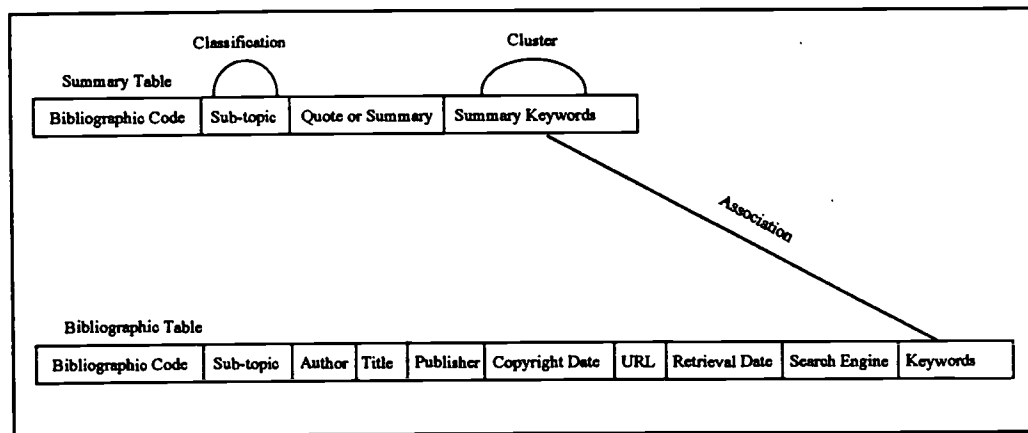 Classification
Cluster
Summary Table
Bibliographic Code Sub-topic Quote or Summary Summary Keywords
Association
Bibliographic Table
Bibliographic Code Sub-topic Author Title Publisher Copyright Date URL Retrieval Date Search Engine Keywords